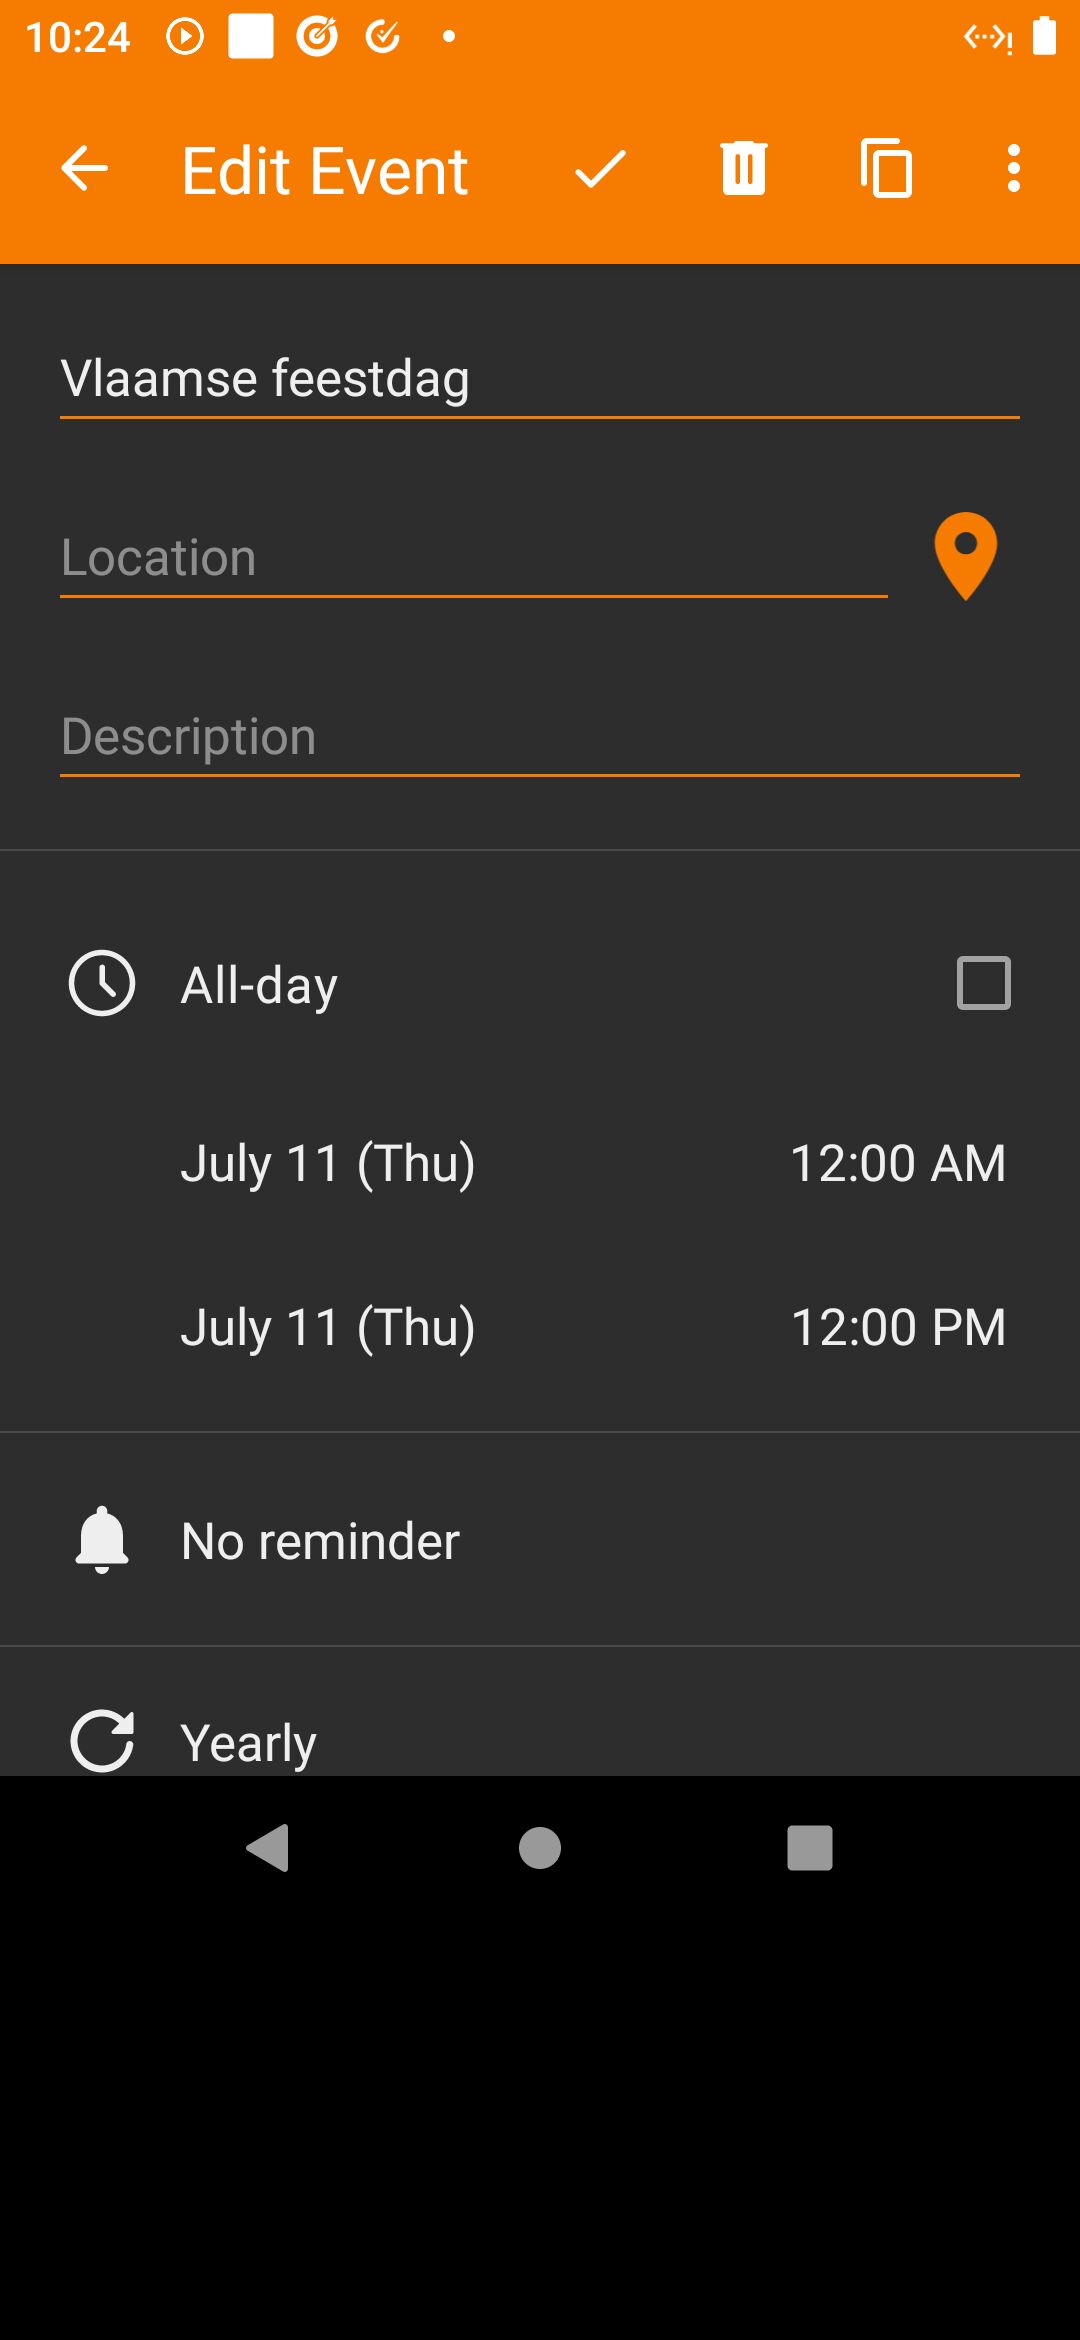 10:24
Edit Event
Vlaamse feestdag
Location
Description
All-day
July 11 (Thu) 12:00 AM
July 11 (Thu) 12:00 PM
No reminder
Yearly